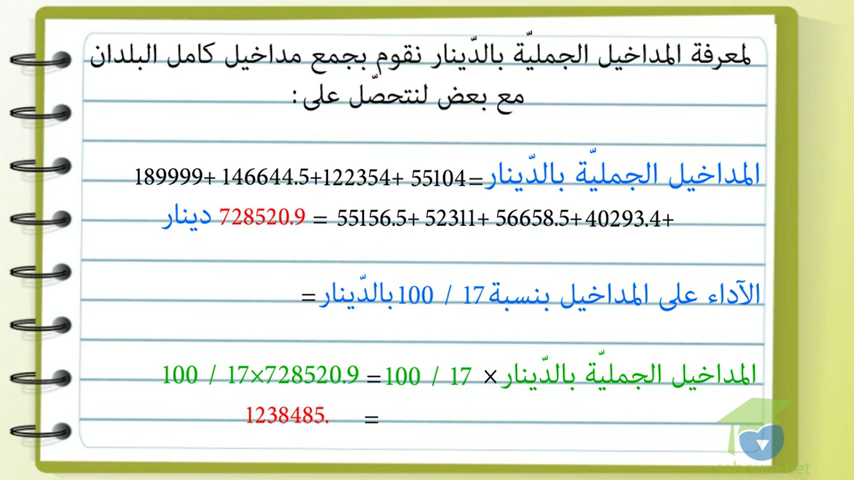 لمعرفة المداخيل الجمليّة بالدّينار نقوم بجمع مداخيل كامل البلدان
مع بعض لنتحصّل على:
المداخيل الجمليّة بالدّينار=55104 +122354+146644.5 +189999
+40293.4 +56658.5 +52311 +55156.5 = 728520.9 دينار
الآداء على المداخيل بنسبة 17 / 100 بالدّينار=
المداخيل الجمليّة بالدّينار × 17 / 100= 728520.9×17 / 100
= 1238485.